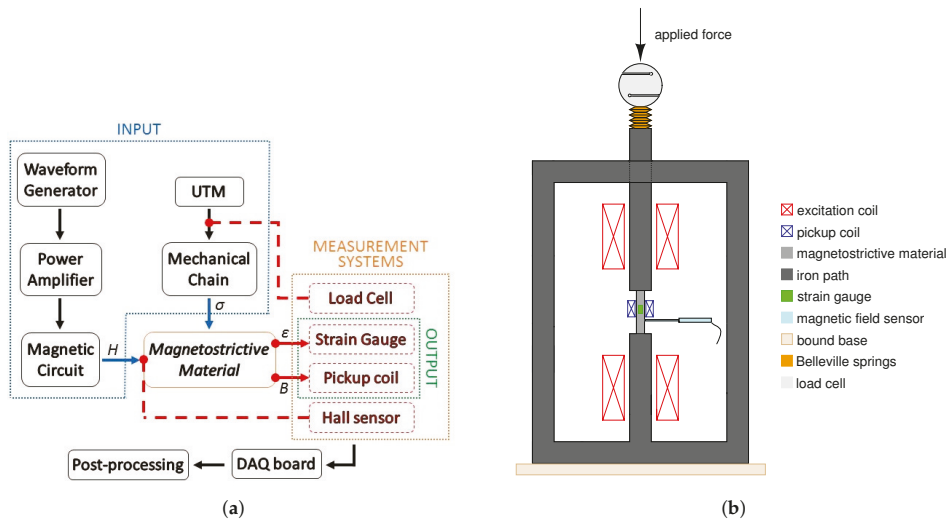 INPUT
Waveform
Generator
UTM
Power
Amplifier
Mechanical
Chain
Magnetic
Circuit
H
σ
Magnetostrictive
Material
ε
B
MEASUREMENT
SYSTEMS
Load Cell
Strain Gauge
Pickup coil
OUTPUT
Hall sensor
Post-processing
DAQ board
(a)
applied force
excitation coil
pickup coil
magnetostrictive material
iron path
strain gauge
magnetic field sensor
bound base
Belleville springs
load cell
(b)